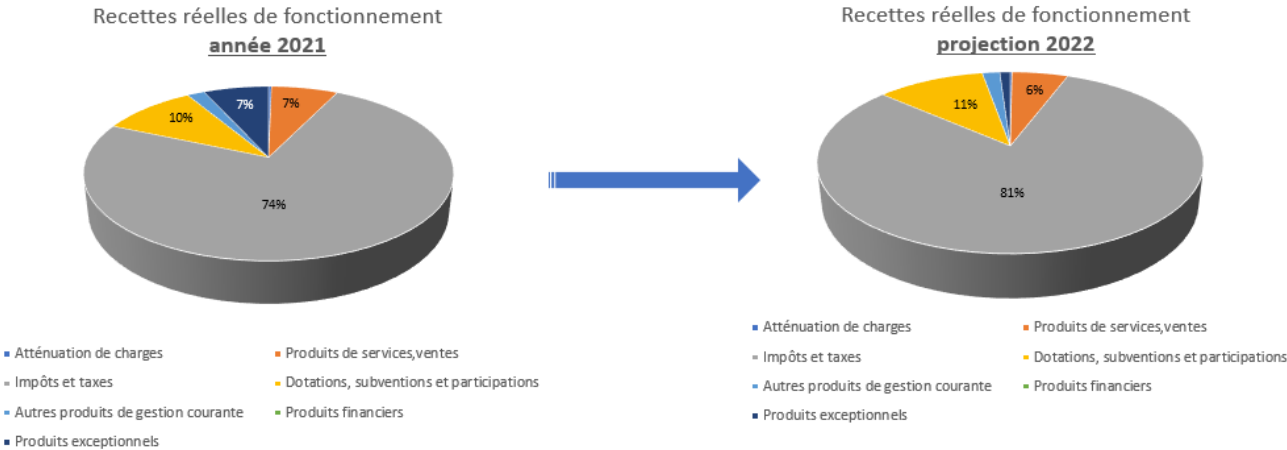 Recettes réelles de fonctionnement
année 2021
7%
7%
10%
74%
Atténuation de charges
Produits de services,ventes
Impôts et taxes
Dotations, subventions et participations
Autres produits de gestion courante
Produits financiers
Produits exceptionnels
Recettes réelles de fonctionnement
projection 2022
11%
6%
81%
Atténuation de charges
Produits de services,ventes
Impôts et taxes
Dotations, subventions et participations
Autres produits de gestion courante
Produits financiers
Produits exceptionnels